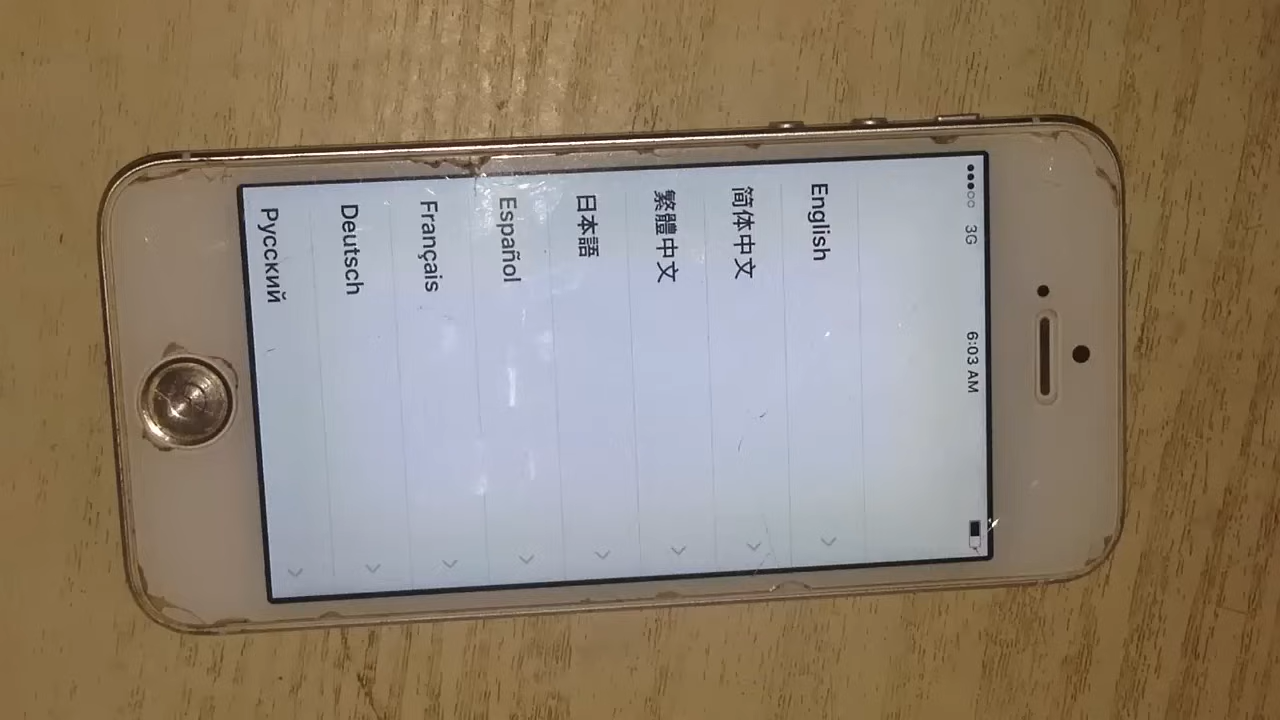 3G 6:03 AM
English
简体中文
繁體中文
日本語
Español
Français
Deutsch
Русский